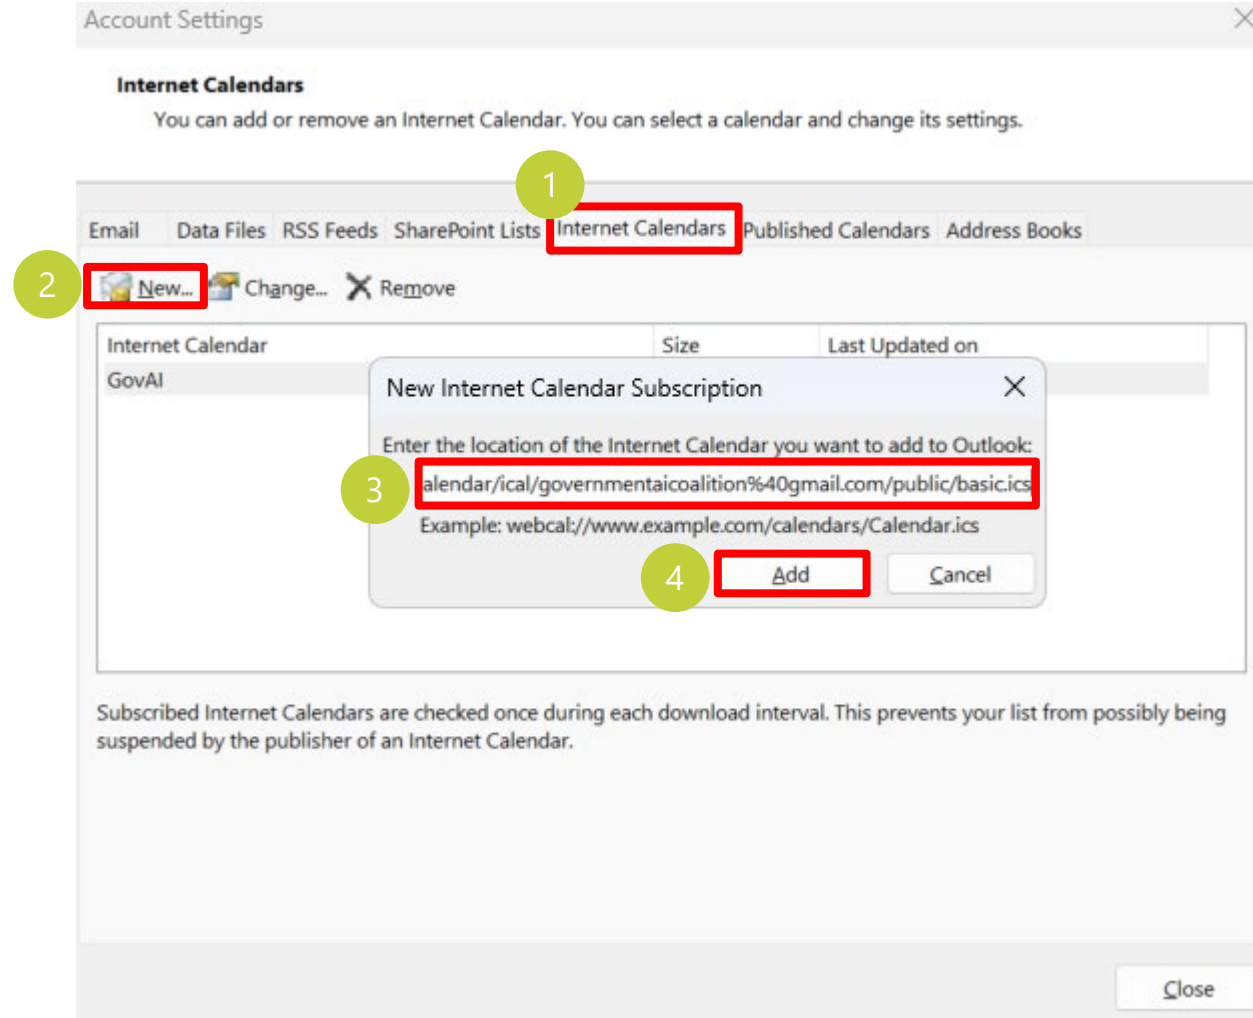 Account Settings
Internet Calendars
You can add or remove an Internet Calendar. You can select a calendar and change its settings.
1
Email Data Files RSS Feeds SharePoint Lists Internet Calendars Published Calendars Address Books
2 New... Change... Remove
Internet Calendar Size Last Updated on
GovAI
New Internet Calendar Subscription
Enter the location of the Internet Calendar you want to add to Outlook:
3 alendar/ical/governmentaicoalition%40gmail.com/public/basic.ics
Example: webcal://www.example.com/calendars/Calendar.ics
4 Add Cancel
Subscribed Internet Calendars are checked once during each download interval. This prevents your list from possibly being
suspended by the publisher of an Internet Calendar.
Close